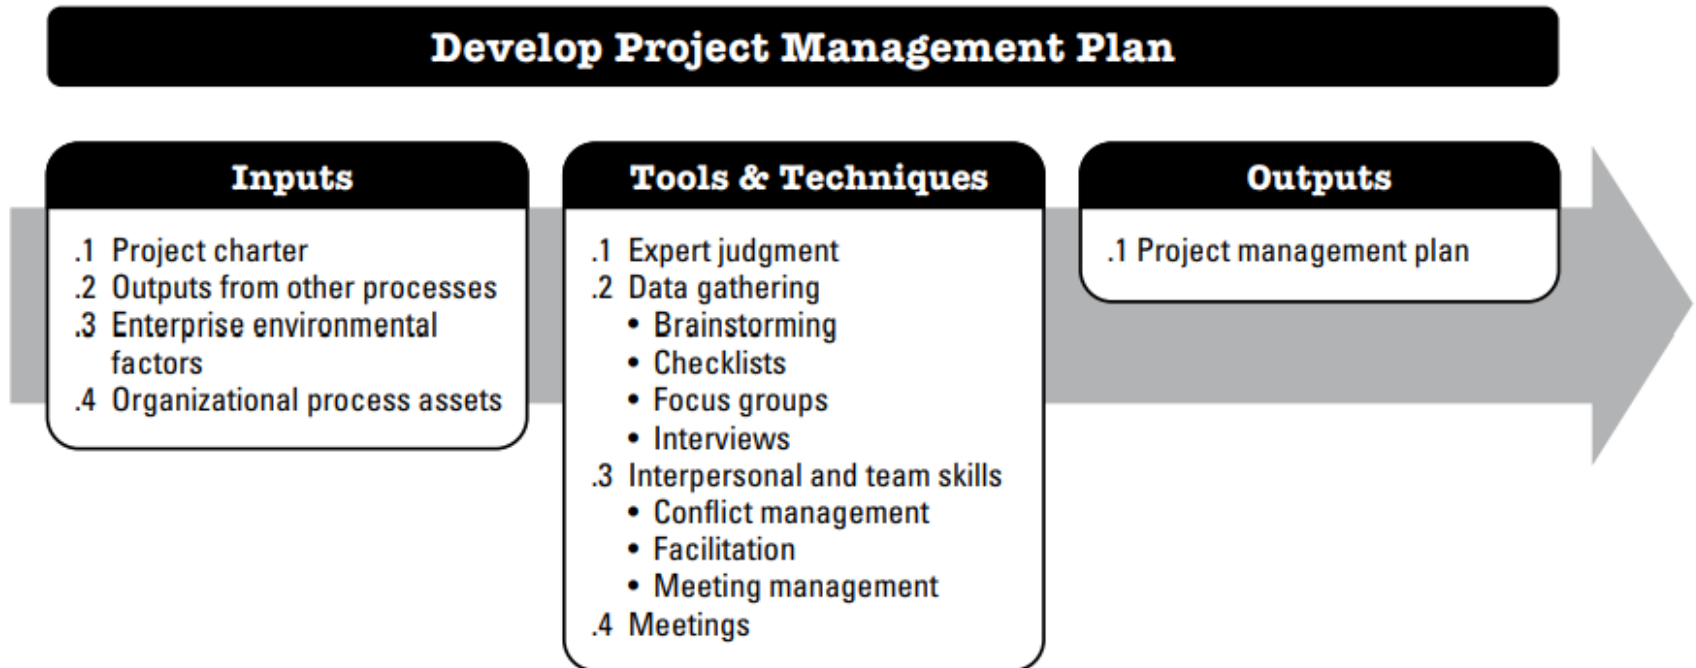 Develop Project Management Plan
Inputs
.1 Project charter
.2 Outputs from other processes
.3 Enterprise environmental
factors
.4 Organizational process assets
Tools & Techniques
.1 Expert judgment
.2 Data gathering
• Brainstorming
• Checklists
• Focus groups
• Interviews
.3 Interpersonal and team skills
• Conflict management
• Facilitation
• Meeting management
.4 Meetings
Outputs
.1 Project management plan